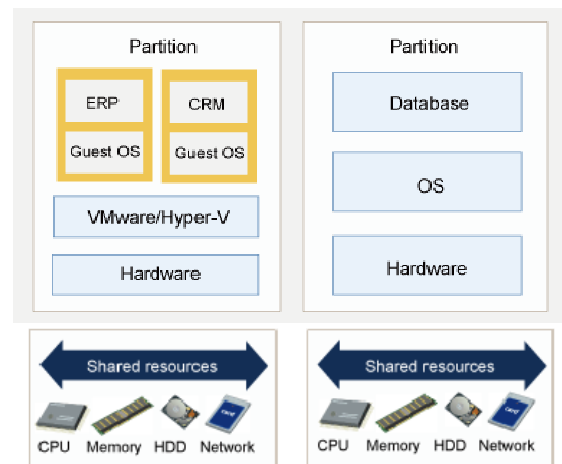 Partition
ERP
CRM
Guest OS
Guest OS
VMware/Hyper-V
Hardware
Partition
Database
OS
Hardware
Shared resources
CPU Memory HDD Network
Shared resources
CPU Memory HDD Network